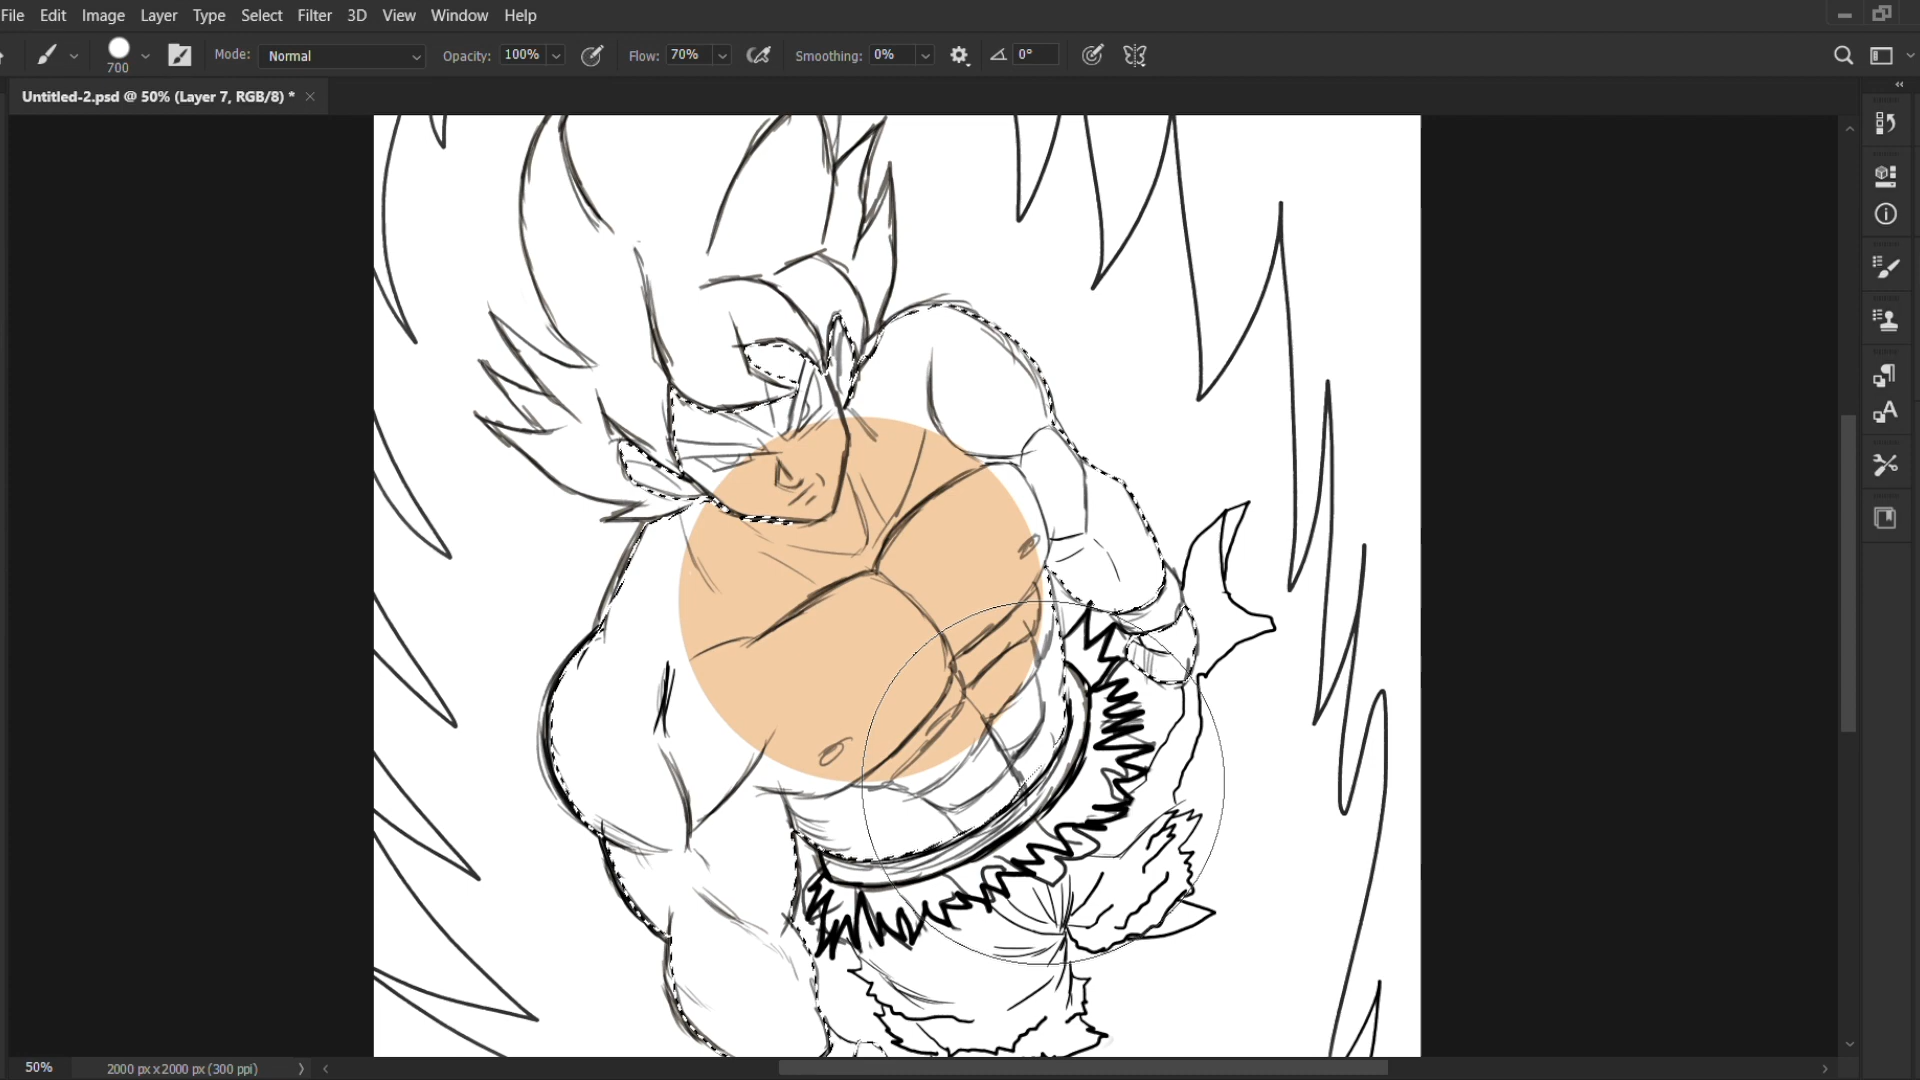 File Edit Image Layer Type Select Filter 3D View Window Help
700 Mode: Normal Opacity: 100% Flow: 70% Smoothing: 0% 0°
Untitled-2.psd @ 50% (Layer 7, RGB/8) * ×
50% 2000 px x 2000 px (300 ppi)